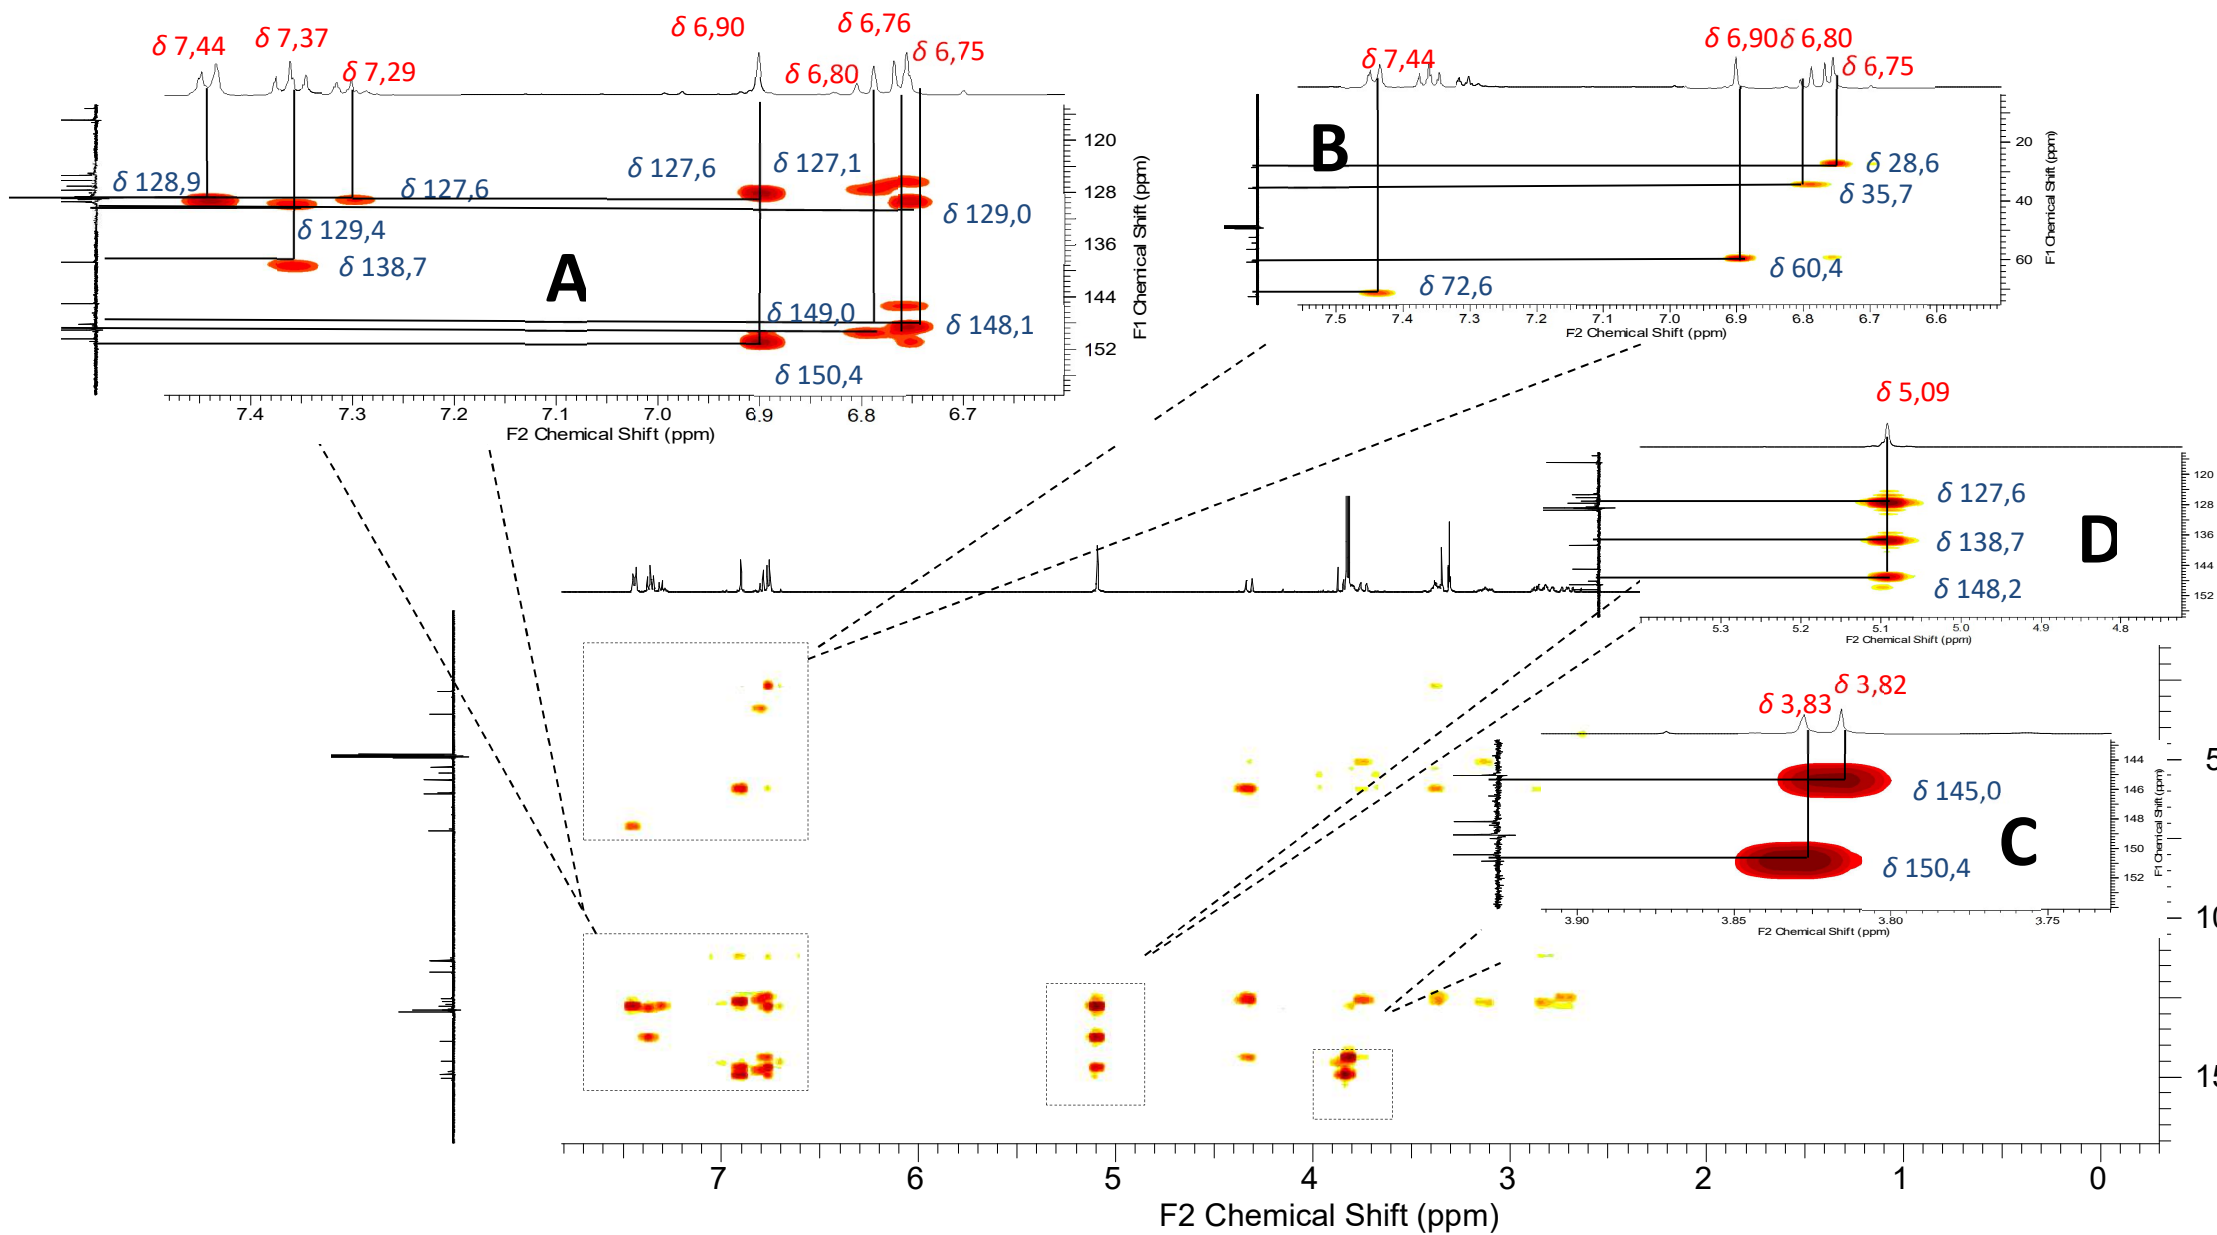 δ 7,44
δ 7,37
δ 7,29
δ 6,90
δ 6,80
δ 6,76
δ 6,75
δ 128,9
δ 127,6
δ 127,6
δ 127,1
δ 129,0
δ 129,4
δ 138,7
A
δ 149,0
δ 148,1
δ 150,4
120
128
136
144
152
F1 Chemical Shift (ppm)
7.4 7.3 7.2 7.1 7.0 6.9 6.8 6.7
F2 Chemical Shift (ppm)
δ 7,44
δ 6,90
δ 6,80
δ 6,75
B
δ 28,6
δ 35,7
δ 60,4
δ 72,6
20
40
60
F1 Chemical Shift (ppm)
7.5 7.4 7.3 7.2 7.1 7.0 6.9 6.8 6.7 6.6
F2 Chemical Shift (ppm)
δ 5,09
δ 127,6
δ 138,7
δ 148,2
D
120
128
136
144
152
5.3 5.2 5.1 5.0 4.9 4.8
F2 Chemical Shift (ppm)
δ 3,83
δ 3,82
δ 145,0
δ 150,4
C
144
146
148
150
152
F1 Chemical Shift (ppm)
3.90 3.85 3.80 3.75
F2 Chemical Shift (ppm)
7 6 5 4 3 2 1 0
F2 Chemical Shift (ppm)